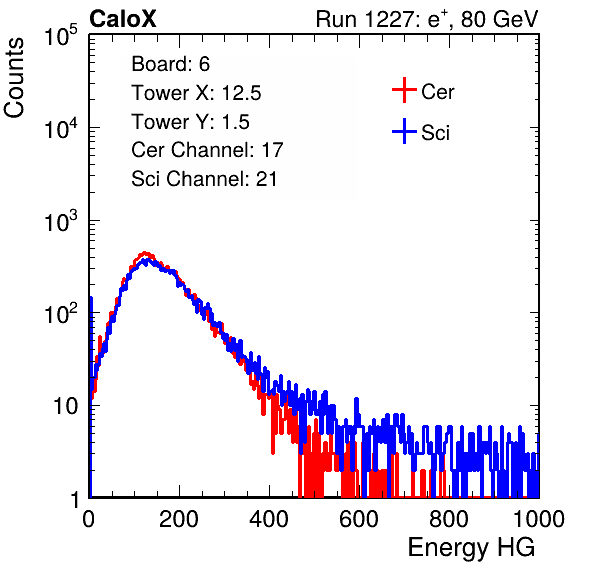 CaloX Run 1227: e⁺, 80 GeV
Counts
Board: 6
Tower X: 12.5
Tower Y: 1.5
Cer Channel: 17
Sci Channel: 21
Cer
Sci
10⁵
10⁴
10³
10²
10
1
0 200 400 600 800 1000
Energy HG